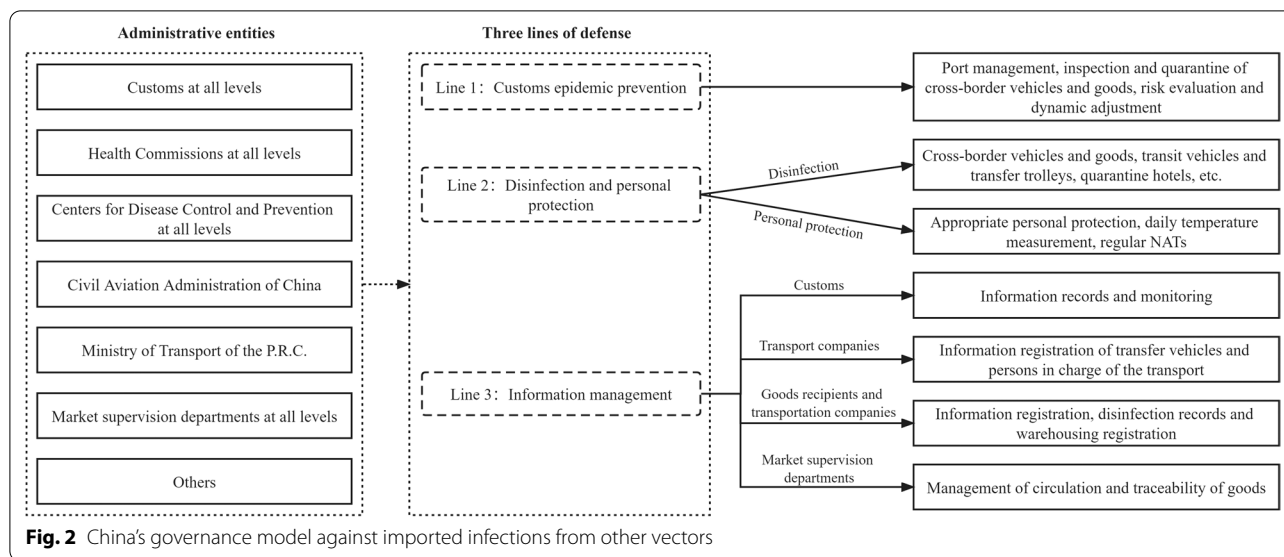 Administrative entities
Customs at all levels
Health Commissions at all levels
Centers for Disease Control and Prevention
at all levels
Civil Aviation Administration of China
Ministry of Transport of the P.R.C.
Market supervision departments at all levels
Others
Three lines of defense
Line 1：Customs epidemic prevention
Line 2：Disinfection and personal
protection
Line 3：Information management
Port management, inspection and quarantine of
cross-border vehicles and goods, risk evaluation and
dynamic adjustment
Disinfection
Cross-border vehicles and goods, transit vehicles and
transfer trolleys, quarantine hotels, etc.
Personal protection
Appropriate personal protection, daily temperature
measurement, regular NATs
Customs
Information records and monitoring
Transport companies
Information registration of transfer vehicles and
persons in charge of the transport
Goods recipients and
transportation companies
Information registration, disinfection records and
warehousing registration
Market supervision
departments
Management of circulation and traceability of goods
Fig. 2 China’s governance model against imported infections from other vectors